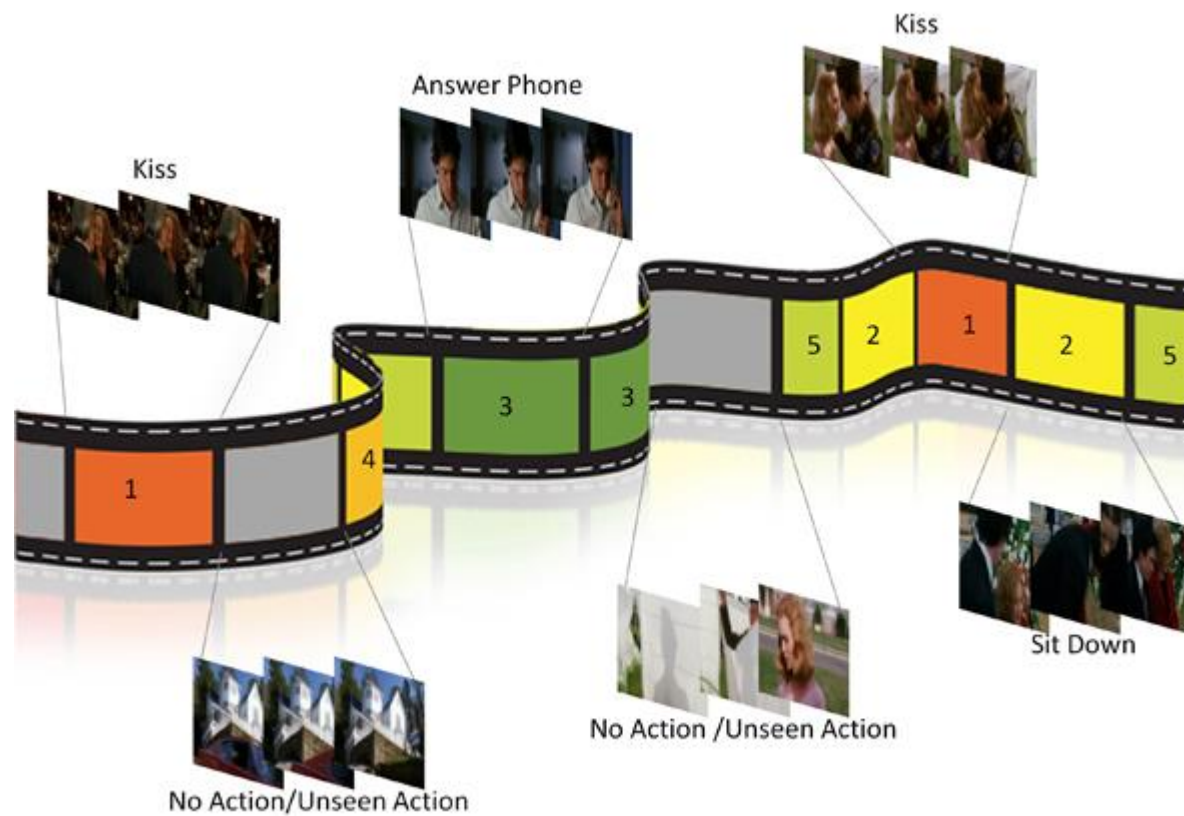 Kiss
Answer Phone
Kiss
5
2
1
2
5
3
3
4
1
Sit Down
No Action /Unseen Action
No Action/Unseen Action